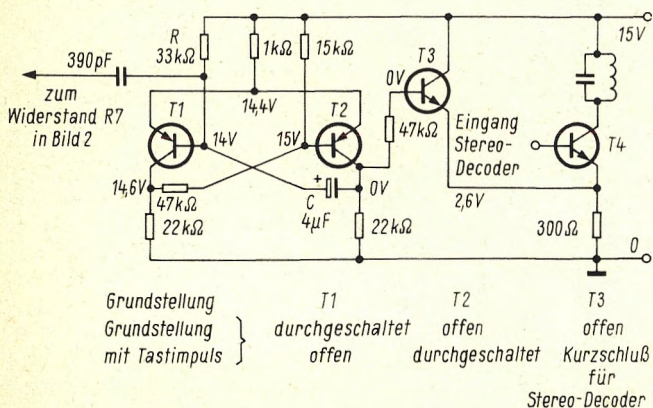 R
33kΩ
1kΩ
15kΩ
15V
390pF
zum
Widerstand R7
in Bild 2
T1
14,4V
T2
0V
T3
14V
15V
47kΩ
Eingang
Stereo-
Decoder
T4
14,6V
47kΩ
+
C
4µF
0V
2,6V
22kΩ
22kΩ
300Ω
0
Grundstellung T1 T2 T3
Grundstellung } durchgeschaltet offen offen
mit Tastimpuls offen durchgeschaltet Kurzschluß
für
Stereo-Decoder